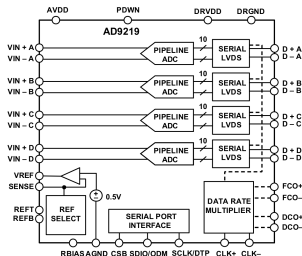 AVDD PDWN DRVDD DRGND
AD9219
VIN + A
VIN – A
PIPELINE
ADC
10
SERIAL
LVDS
D + A
D – A
VIN + B
VIN – B
PIPELINE
ADC
10
SERIAL
LVDS
D + B
D – B
VIN + C
VIN – C
PIPELINE
ADC
10
SERIAL
LVDS
D + C
D – C
VIN + D
VIN – D
PIPELINE
ADC
10
SERIAL
LVDS
D + D
D – D
VREF
SENSE
0.5V
REFT
REFB
REF
SELECT
SERIAL PORT
INTERFACE
DATA RATE
MULTIPLIER
FCO+
FCO–
DCO+
DCO–
RBIAS AGND CSB SDIO/ODM SCLK/DTP CLK+ CLK–